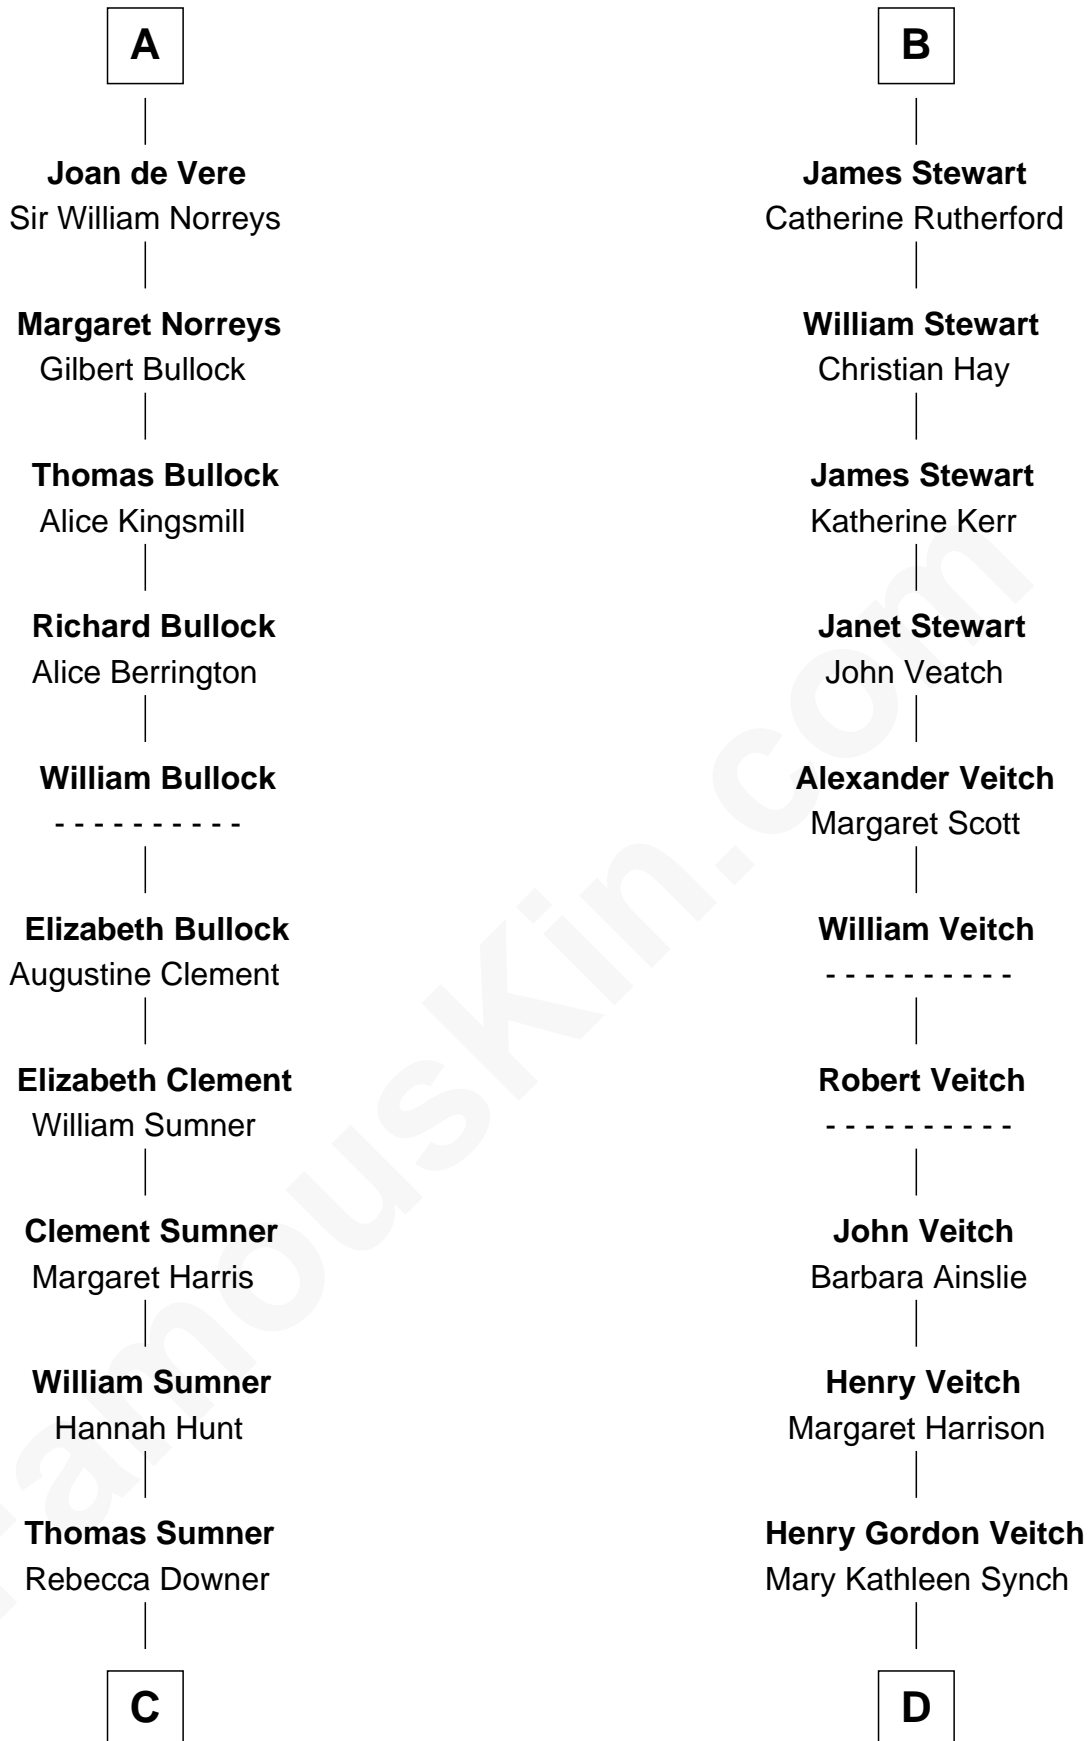 A
Joan de Vere
Sir William Norreys
Margaret Norreys
Gilbert Bullock
Thomas Bullock
Alice Kingsmill
Richard Bullock
Alice Berrington
William Bullock
- - - - - - - - - -
Elizabeth Bullock
Augustine Clement
Elizabeth Clement
William Sumner
Clement Sumner
Margaret Harris
William Sumner
Hannah Hunt
Thomas Sumner
Rebecca Downer
C
B
James Stewart
Catherine Rutherford
William Stewart
Christian Hay
James Stewart
Katherine Kerr
Janet Stewart
John Veatch
Alexander Veitch
Margaret Scott
William Veitch
- - - - - - - - - -
Robert Veitch
- - - - - - - - - -
John Veitch
Barbara Ainslie
Henry Veitch
Margaret Harrison
Henry Gordon Veitch
Mary Kathleen Synch
D
FamousKin.com